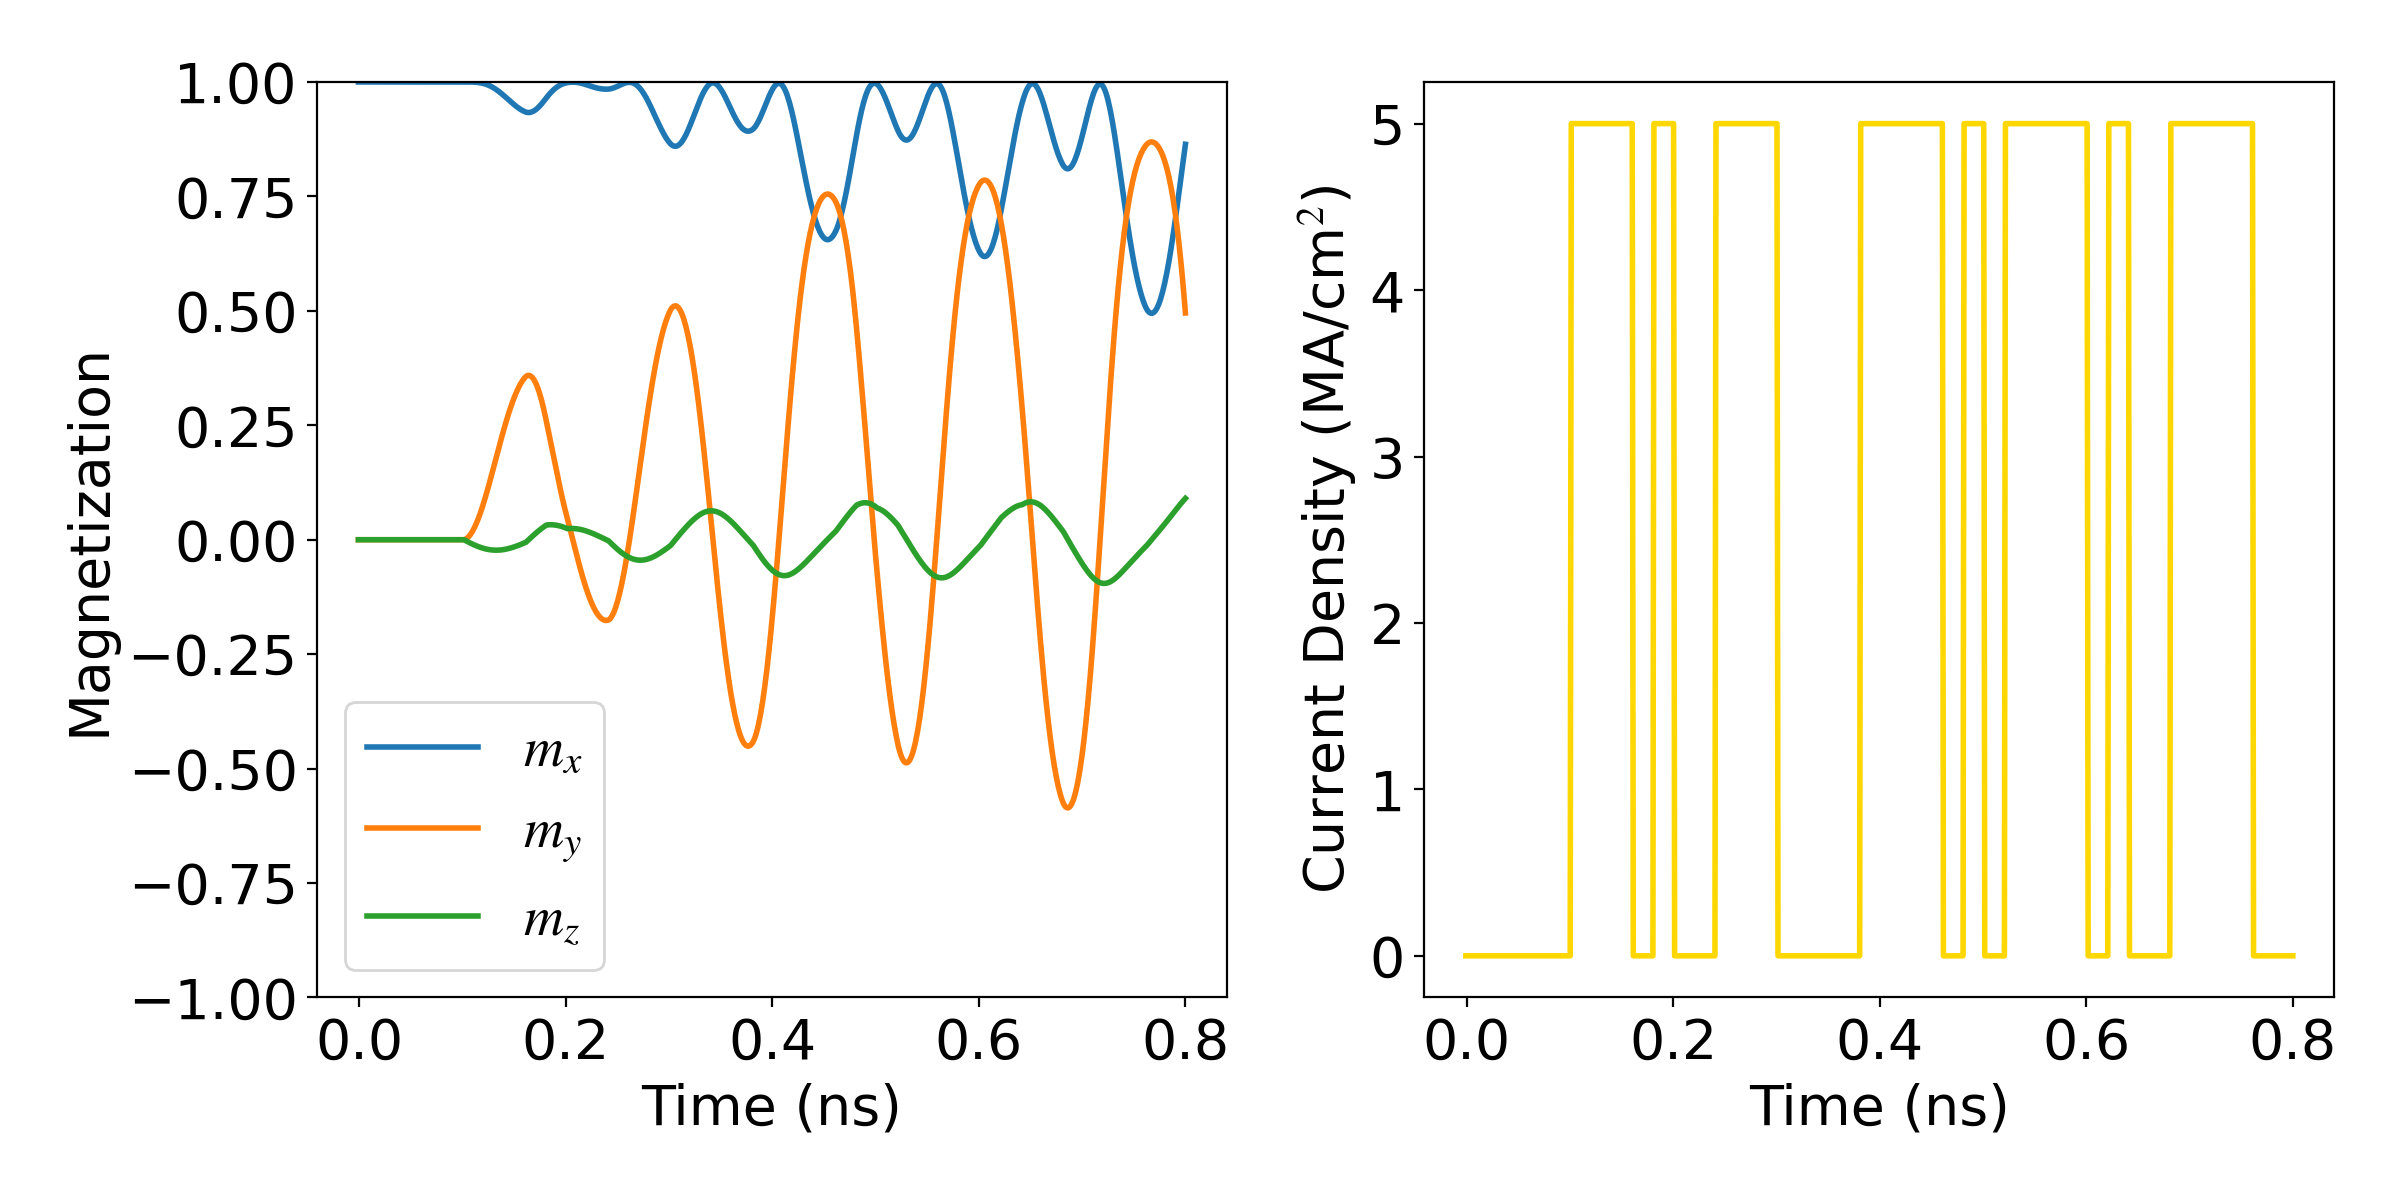 1.00
0.75
0.50
0.25
0.00
−0.25
−0.50
−0.75
−1.00
Magnetization
m_x
m_y
m_z
0.0 0.2 0.4 0.6 0.8
Time (ns)
5
4
3
2
1
0
Current Density (MA/cm²)
0.0 0.2 0.4 0.6 0.8
Time (ns)